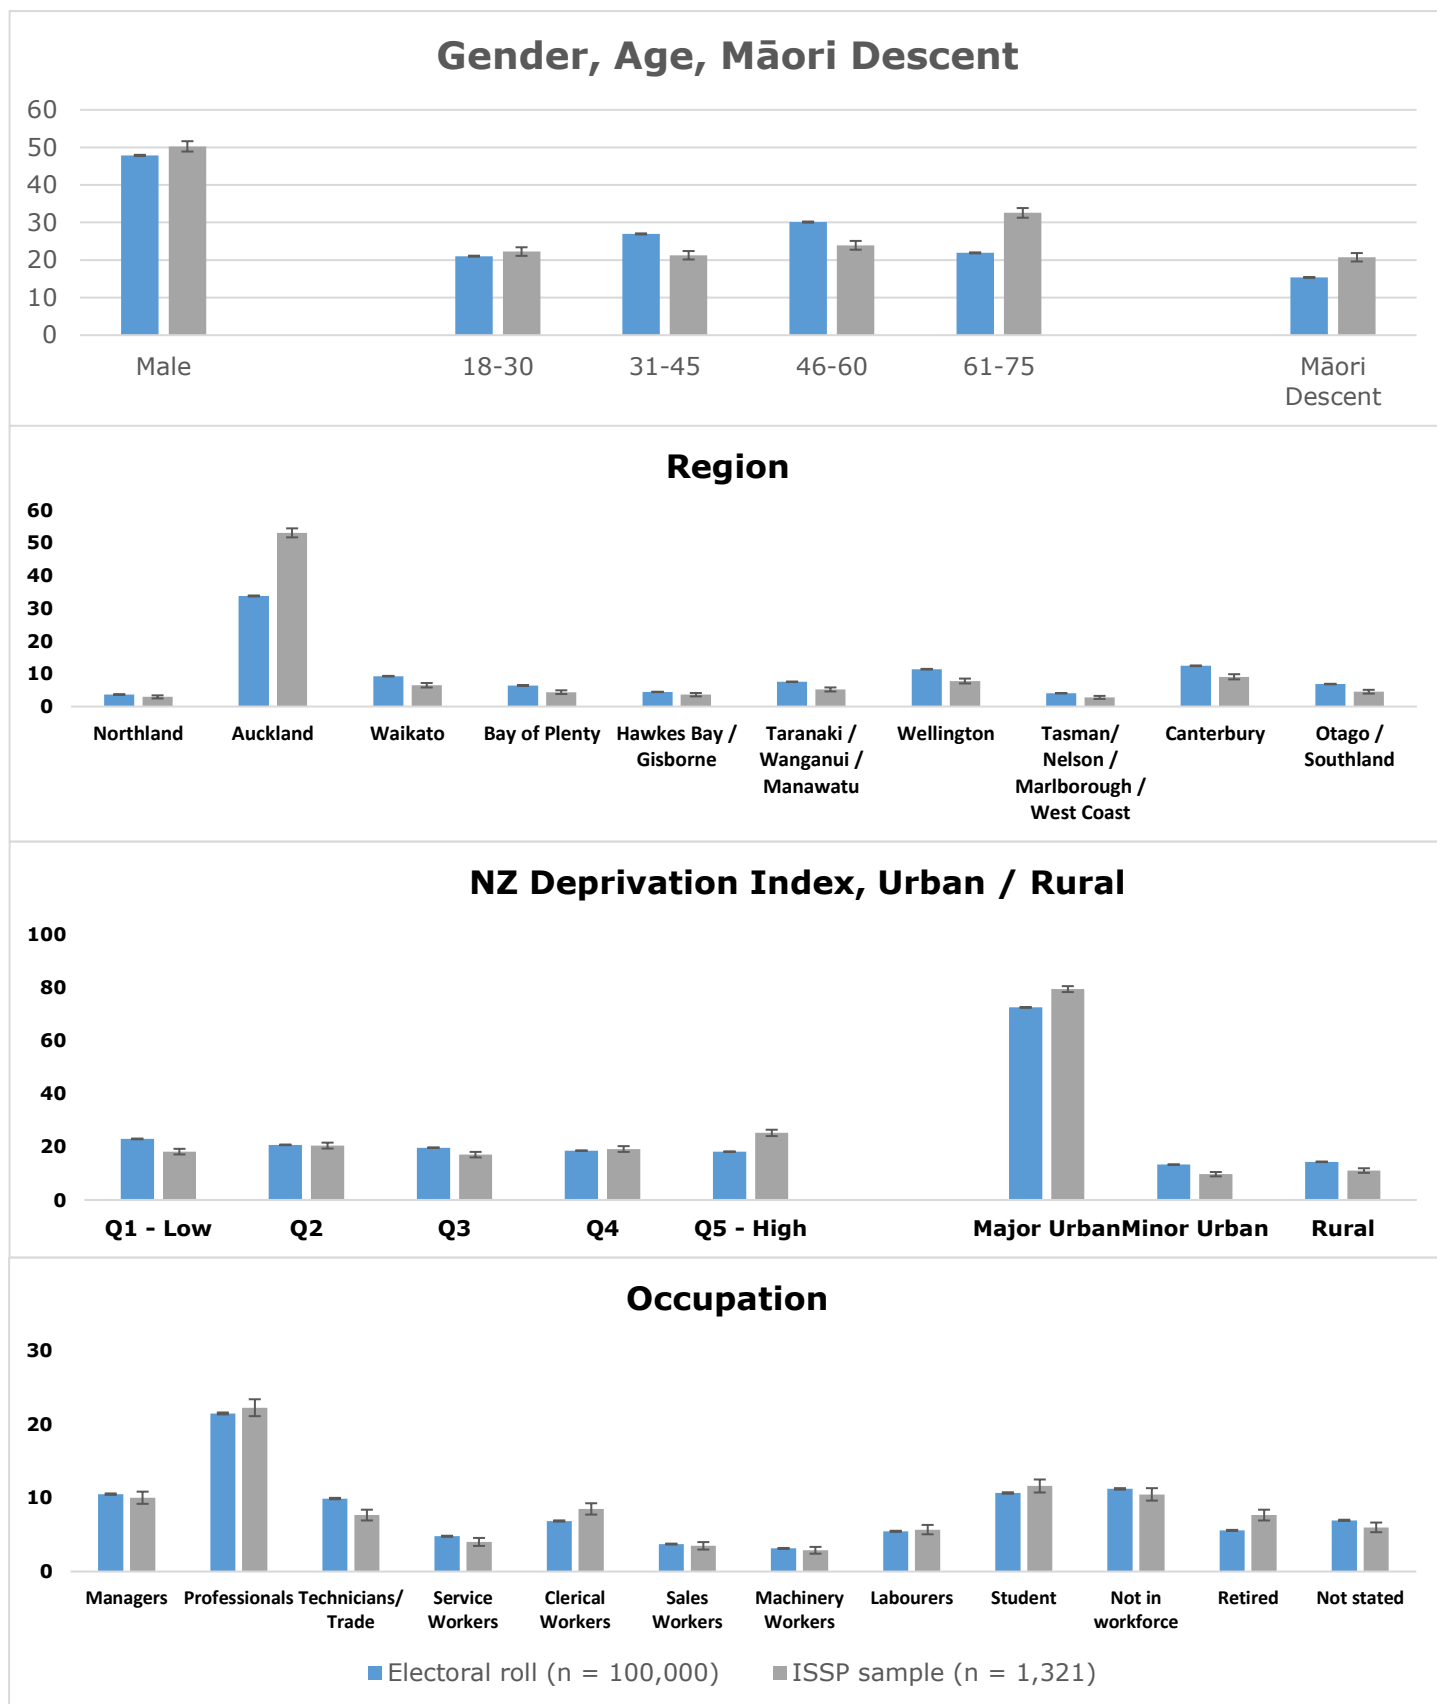 Gender, Age, Māori Descent
60
50
40
30
20
10
0
Male 18-30 31-45 46-60 61-75 Māori
Descent
Region
60
50
40
30
20
10
0
Northland Auckland Waikato Bay of Plenty Hawkes Bay / Taranaki / Wellington Tasman/ Canterbury Otago /
Gisborne Wanganui / Nelson / Southland
Manawatu Marlborough /
West Coast
NZ Deprivation Index, Urban / Rural
100
80
60
40
20
0
Q1 - Low Q2 Q3 Q4 Q5 - High Major Urban Minor Urban Rural
Occupation
30
20
10
0
Managers Professionals Technicians/ Service Clerical Sales Machinery Labourers Student Not in Retired Not stated
Trade Workers Workers Workers Workers workforce
Electoral roll (n = 100,000) ISSP sample (n = 1,321)